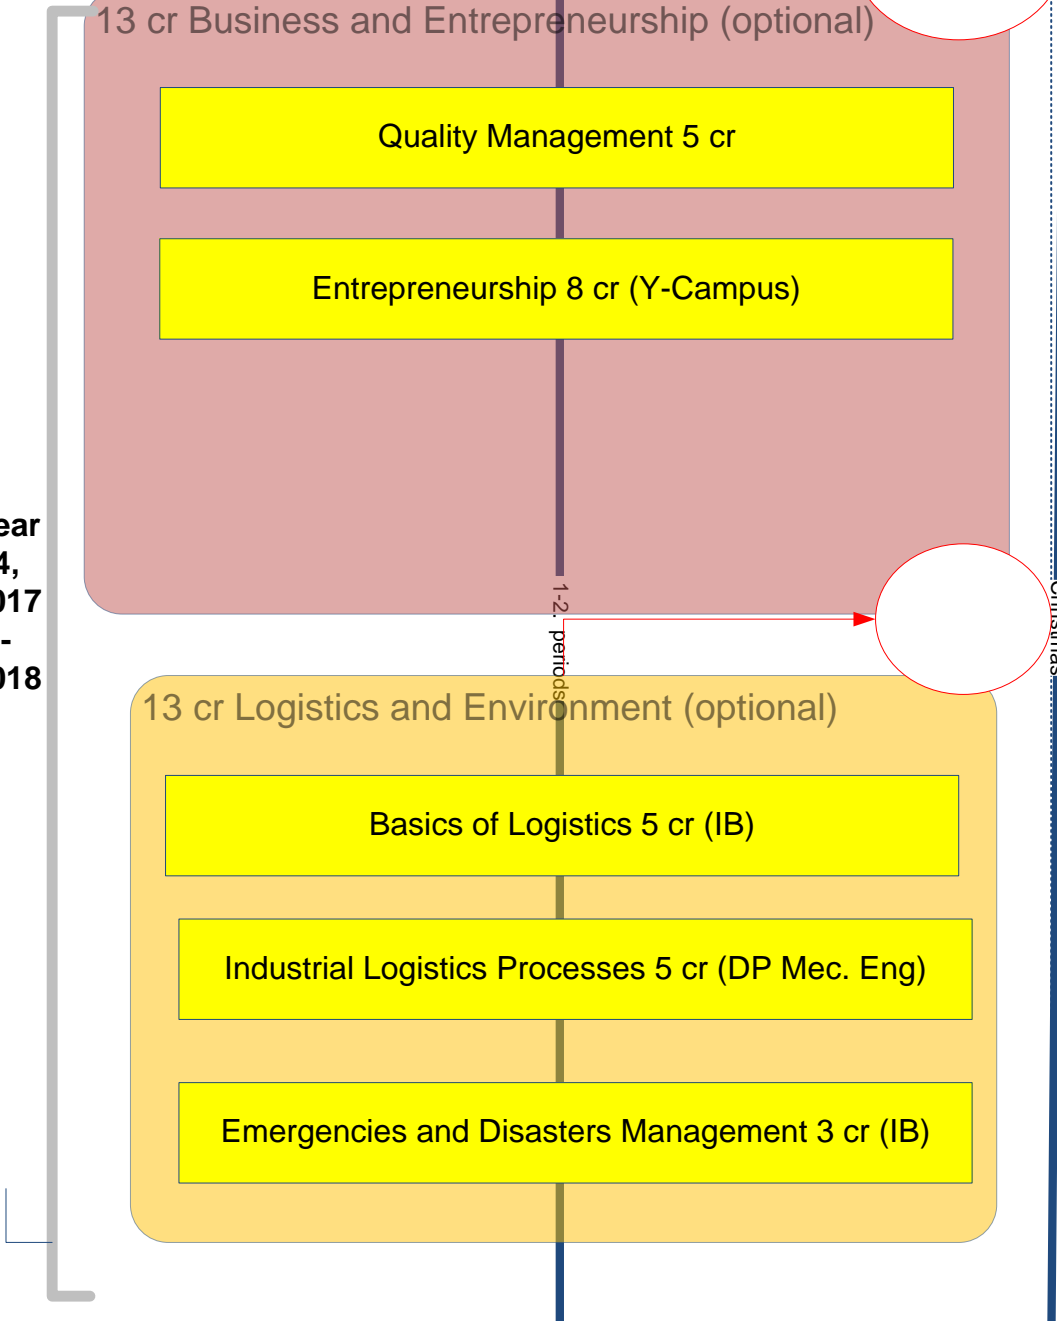 13 cr Business and Entrepreneurship (optional)
Quality Management 5 cr
Entrepreneurship 8 cr (Y-Campus)
1-2. periods
13 cr Logistics and Environment (optional)
Basics of Logistics 5 cr (IB)
Industrial Logistics Processes 5 cr (DP Mec. Eng)
Emergencies and Disasters Management 3 cr (IB)